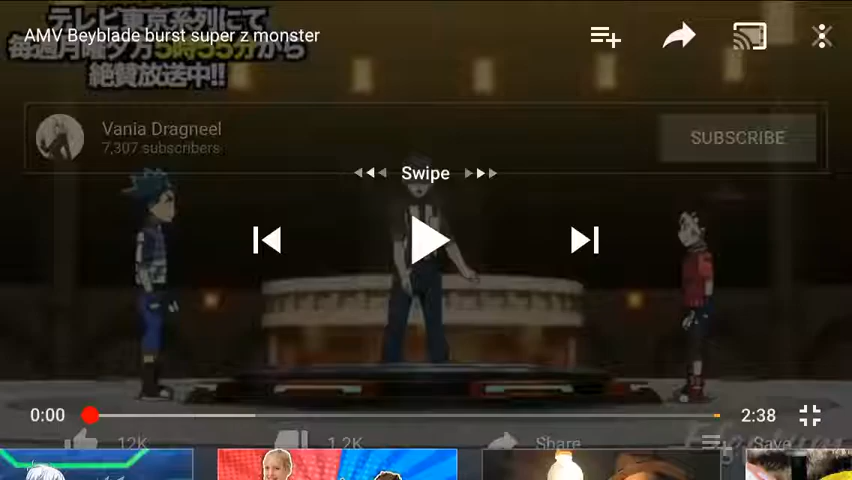 テレビ東京系列にて
毎週月曜夕方5時55分から
絶賛放送中!!
AMV Beyblade burst super z monster
Vania Dragneel
7,307 subscribers
SUBSCRIBE
Swipe
0:00
2:38
12K
1.2K
Share
Save